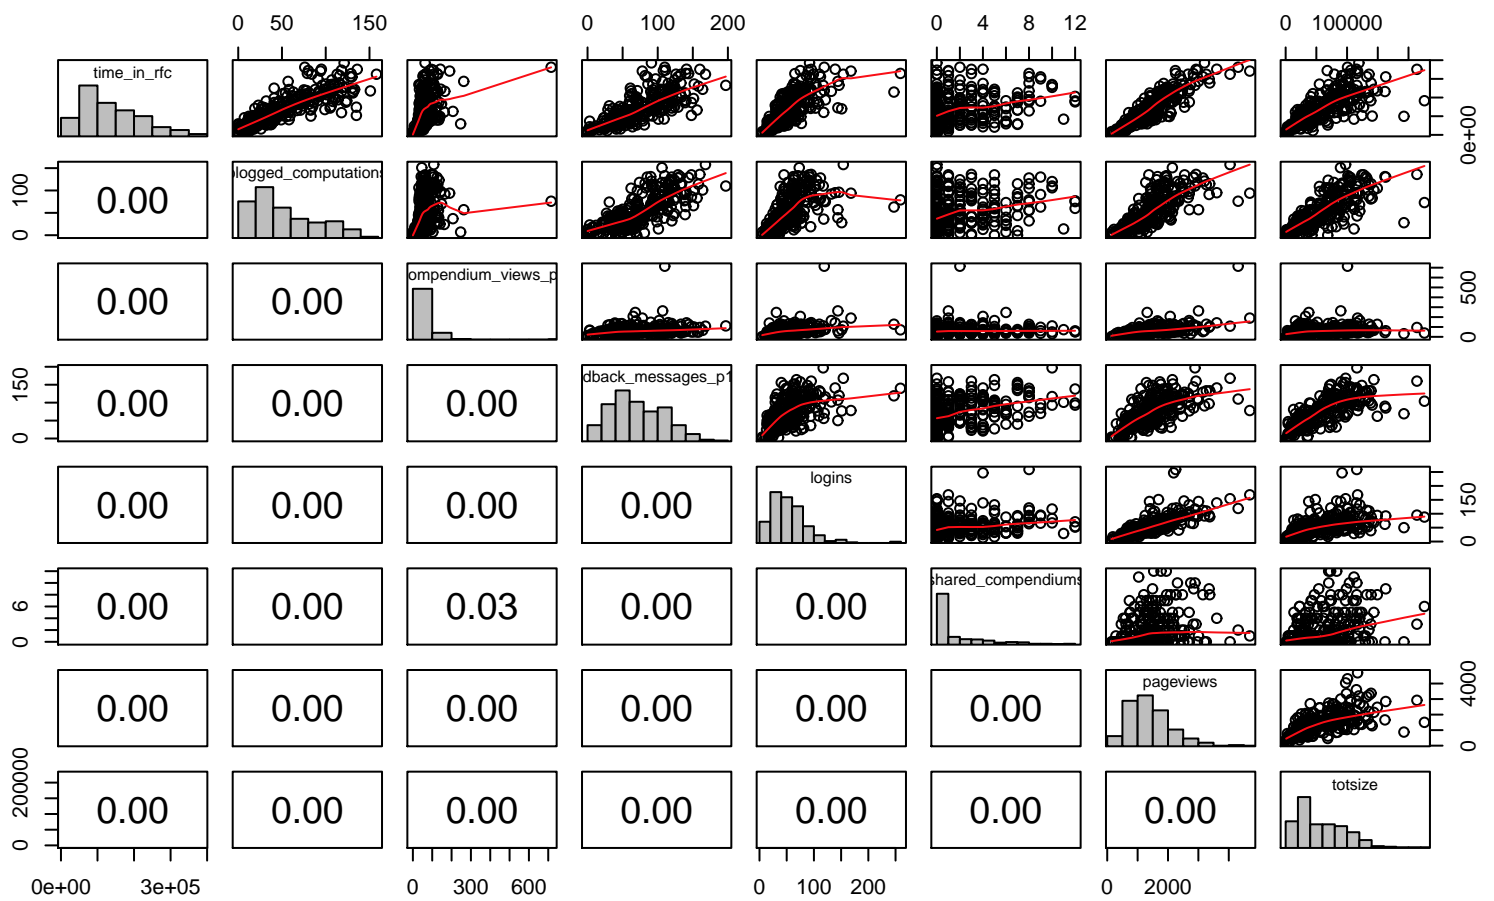 0 50 150 0 100 200 0 4 8 12 0 100000
time_in_rfc
0e+00
0 100
0.00
logged_computations
0.00 0.00
ompendium_views_p
0 500
0 150
0.00 0.00 0.00
dback_messages_p1
0.00 0.00 0.00 0.00
logins
0 150
0 6
0.00 0.00 0.03 0.00 0.00
shared_compendiums
0.00 0.00 0.00 0.00 0.00 0.00
pageviews
0 4000
0 200000
0.00 0.00 0.00 0.00 0.00 0.00 0.00
totsize
0e+00 3e+05 0 300 600 0 100 200 0 2000